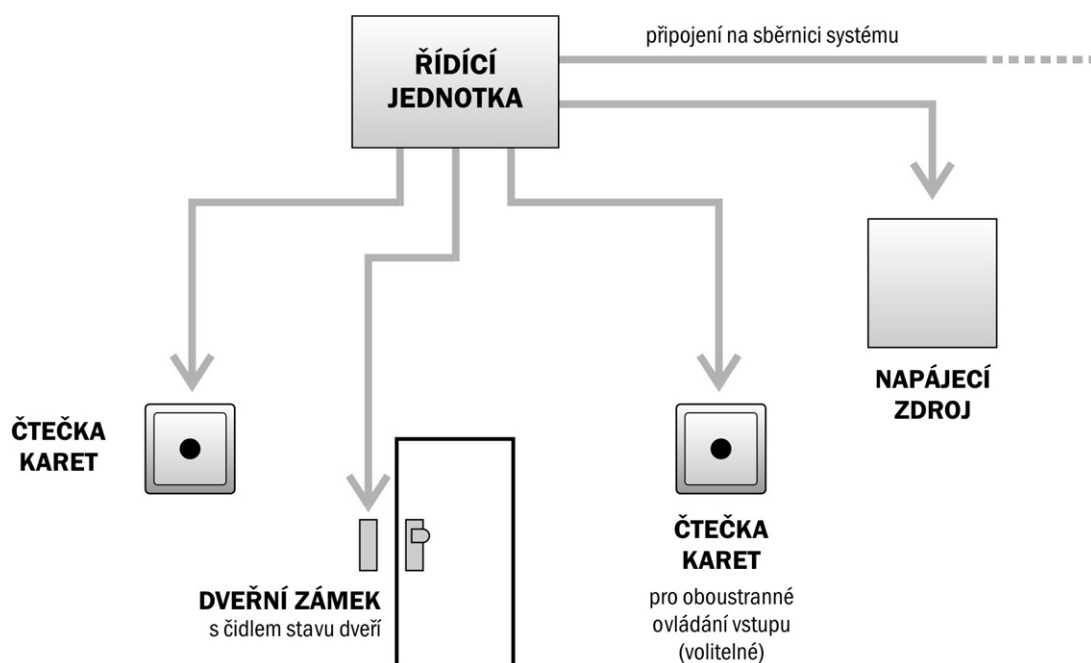 připojení na sběrnici systému
ŘÍDÍCÍ
JEDNOTKA
NAPÁJECÍ
ZDROJ
ČTEČKA
KARET
ČTEČKA
KARET
pro oboustranné
ovládání vstupu
(volitelné)
DVEŘNÍ ZÁMEK
s čidlem stavu dveří